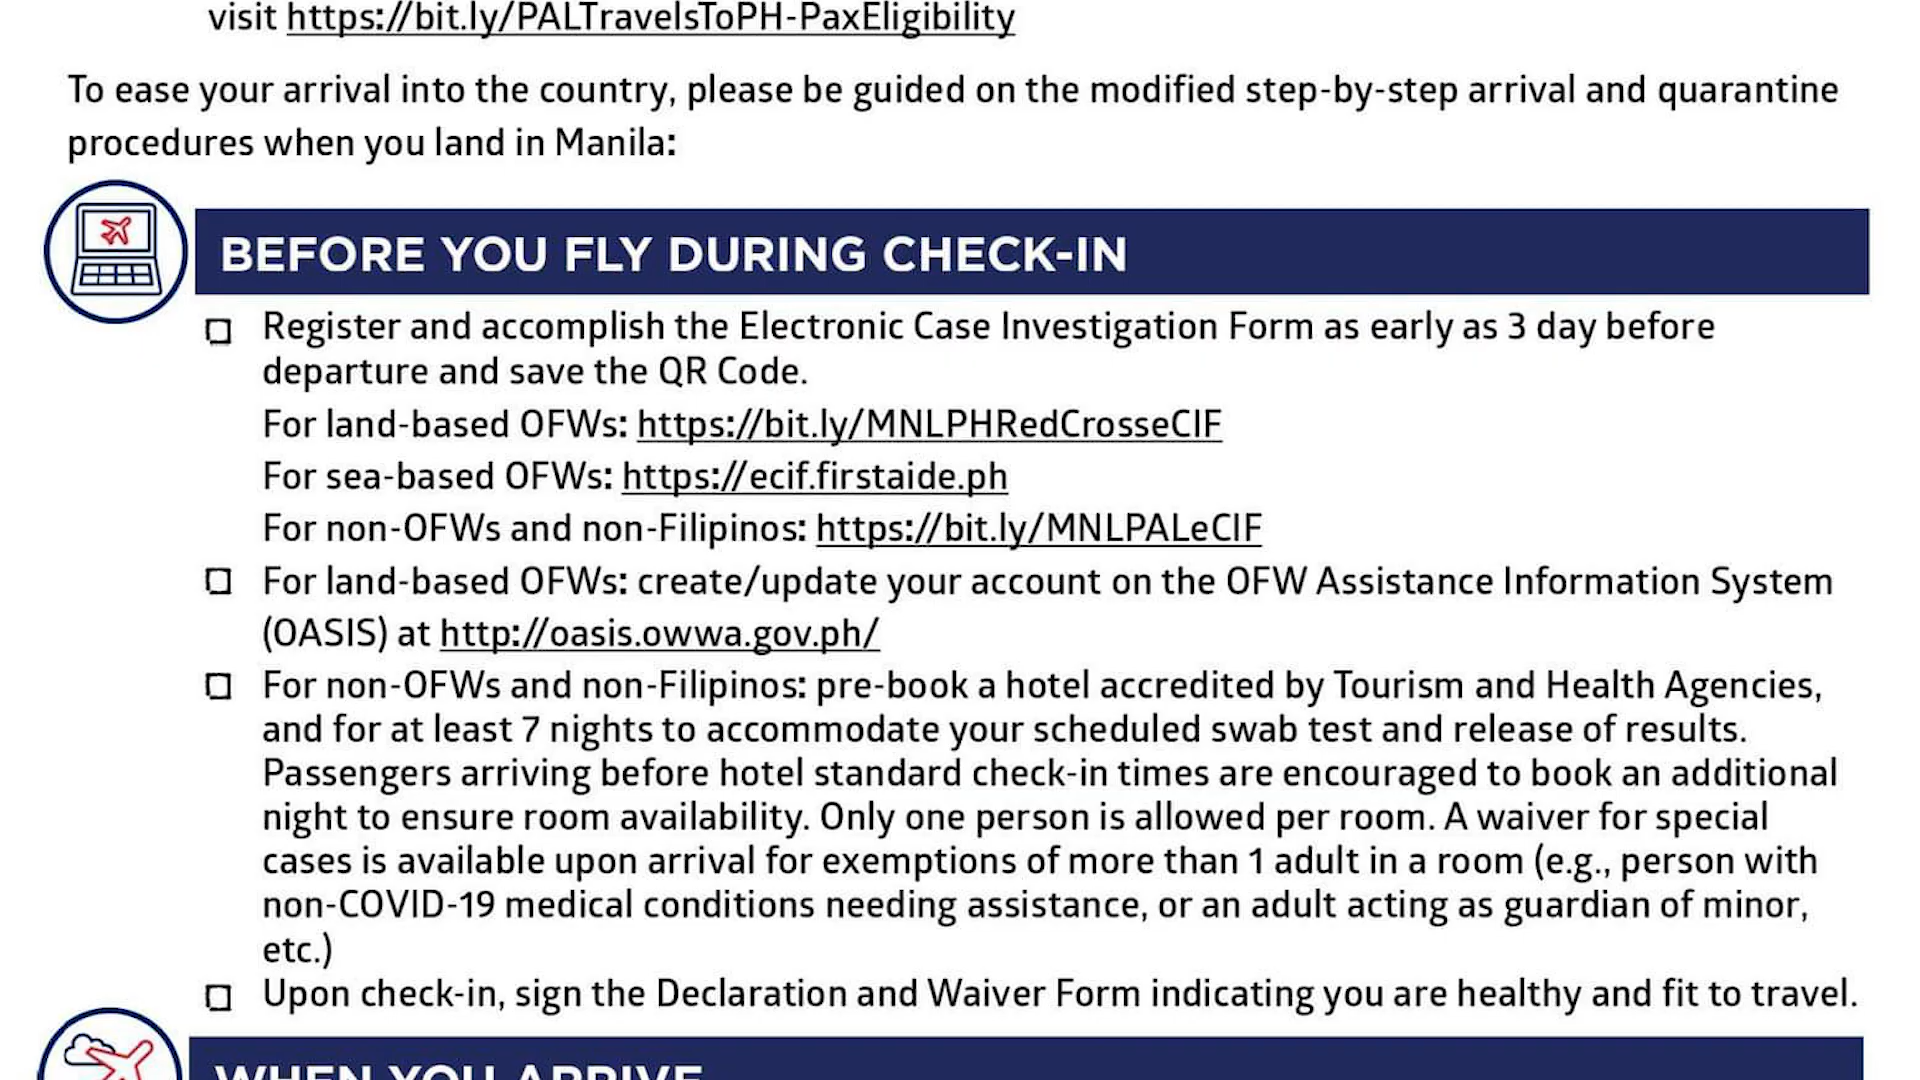 visit https://bit.ly/PALTravelsToPH-PaxEligibility
To ease your arrival into the country, please be guided on the modified step-by-step arrival and quarantine
procedures when you land in Manila:
BEFORE YOU FLY DURING CHECK-IN
Register and accomplish the Electronic Case Investigation Form as early as 3 day before
departure and save the QR Code.
For land-based OFWs: https://bit.ly/MNLPHRedCrosseCIF
For sea-based OFWs: https://ecif.firstaide.ph
For non-OFWs and non-Filipinos: https://bit.ly/MNLPALeCIF
For land-based OFWs: create/update your account on the OFW Assistance Information System
(OASIS) at http://oasis.owwa.gov.ph/
For non-OFWs and non-Filipinos: pre-book a hotel accredited by Tourism and Health Agencies,
and for at least 7 nights to accommodate your scheduled swab test and release of results.
Passengers arriving before hotel standard check-in times are encouraged to book an additional
night to ensure room availability. Only one person is allowed per room. A waiver for special
cases is available upon arrival for exemptions of more than 1 adult in a room (e.g., person with
non-COVID-19 medical conditions needing assistance, or an adult acting as guardian of minor,
etc.)
Upon check-in, sign the Declaration and Waiver Form indicating you are healthy and fit to travel.
WHEN YOU ARRIVE